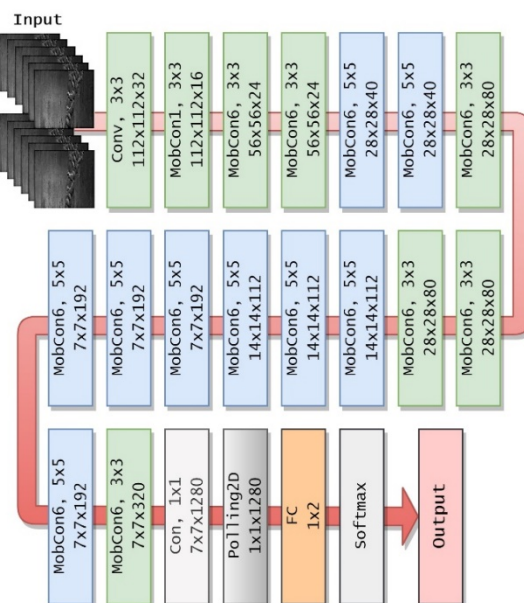 Input
Conv, 3x3
112x112x32
MobCon1, 3x3
112x112x16
MobCon6, 3x3
56x56x24
MobCon6, 3x3
56x56x24
MobCon6, 5x5
28x28x40
MobCon6, 5x5
28x28x40
MobCon6, 3x3
28x28x80
MobCon6, 5x5
7x7x192
MobCon6, 5x5
7x7x192
MobCon6, 5x5
7x7x192
MobCon6, 5x5
14x14x112
MobCon6, 5x5
14x14x112
MobCon6, 5x5
14x14x112
MobCon6, 3x3
28x28x80
MobCon6, 3x3
28x28x80
MobCon6, 5x5
7x7x192
MobCon6, 3x3
7x7x320
Con, 1x1
7x7x1280
Polling2D
1x1x1280
FC
1x2
Softmax
Output